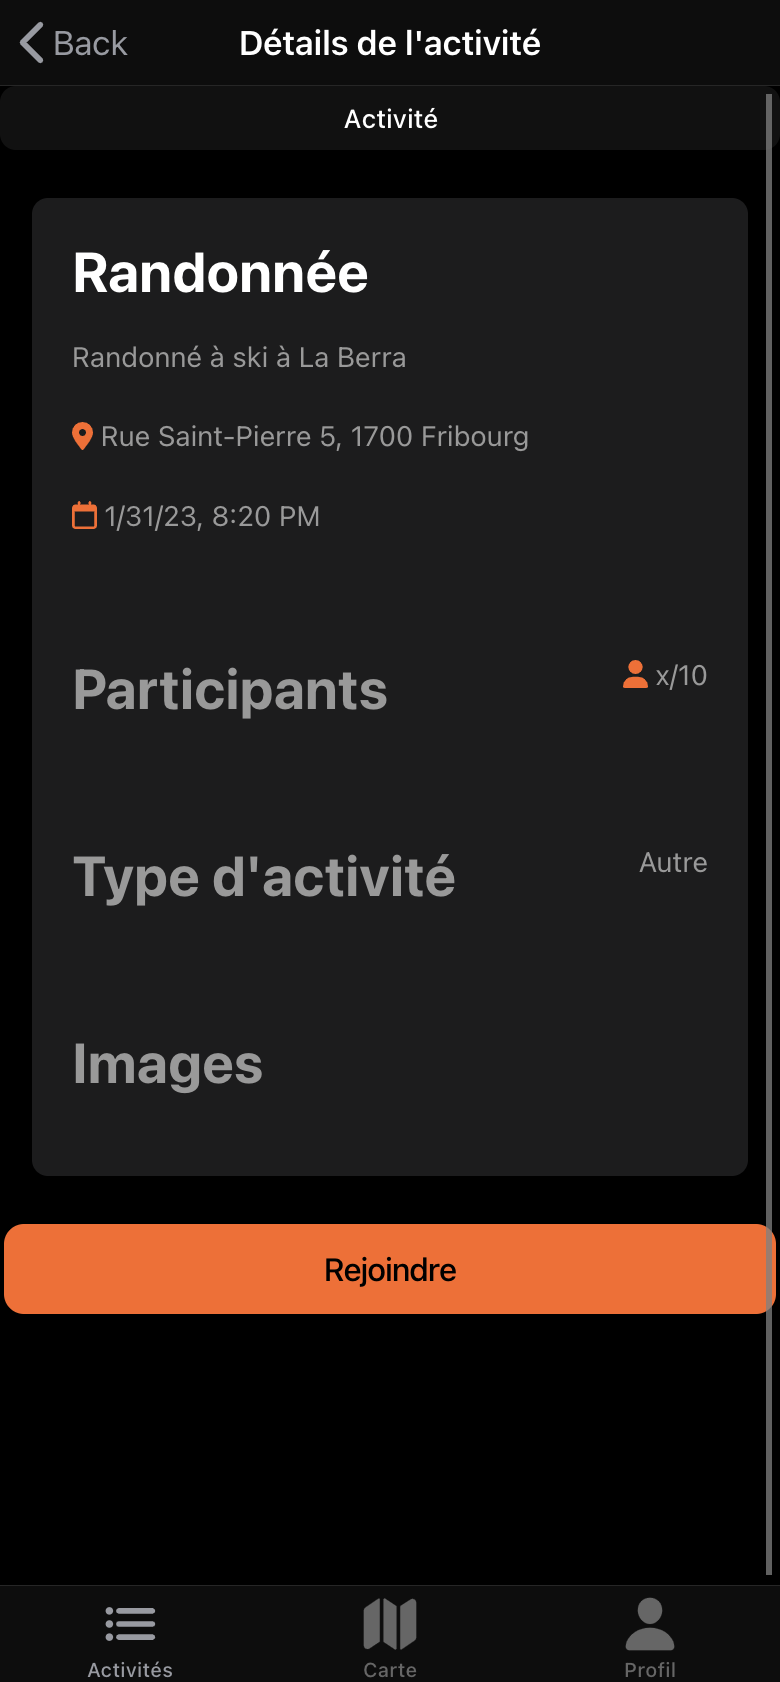 Back
Détails de l'activité
Activité
Randonnée
Randonné à ski à La Berra
Rue Saint-Pierre 5, 1700 Fribourg
1/31/23, 8:20 PM
Participants
x/10
Type d'activité
Autre
Images
Rejoindre
Activités
Carte
Profil